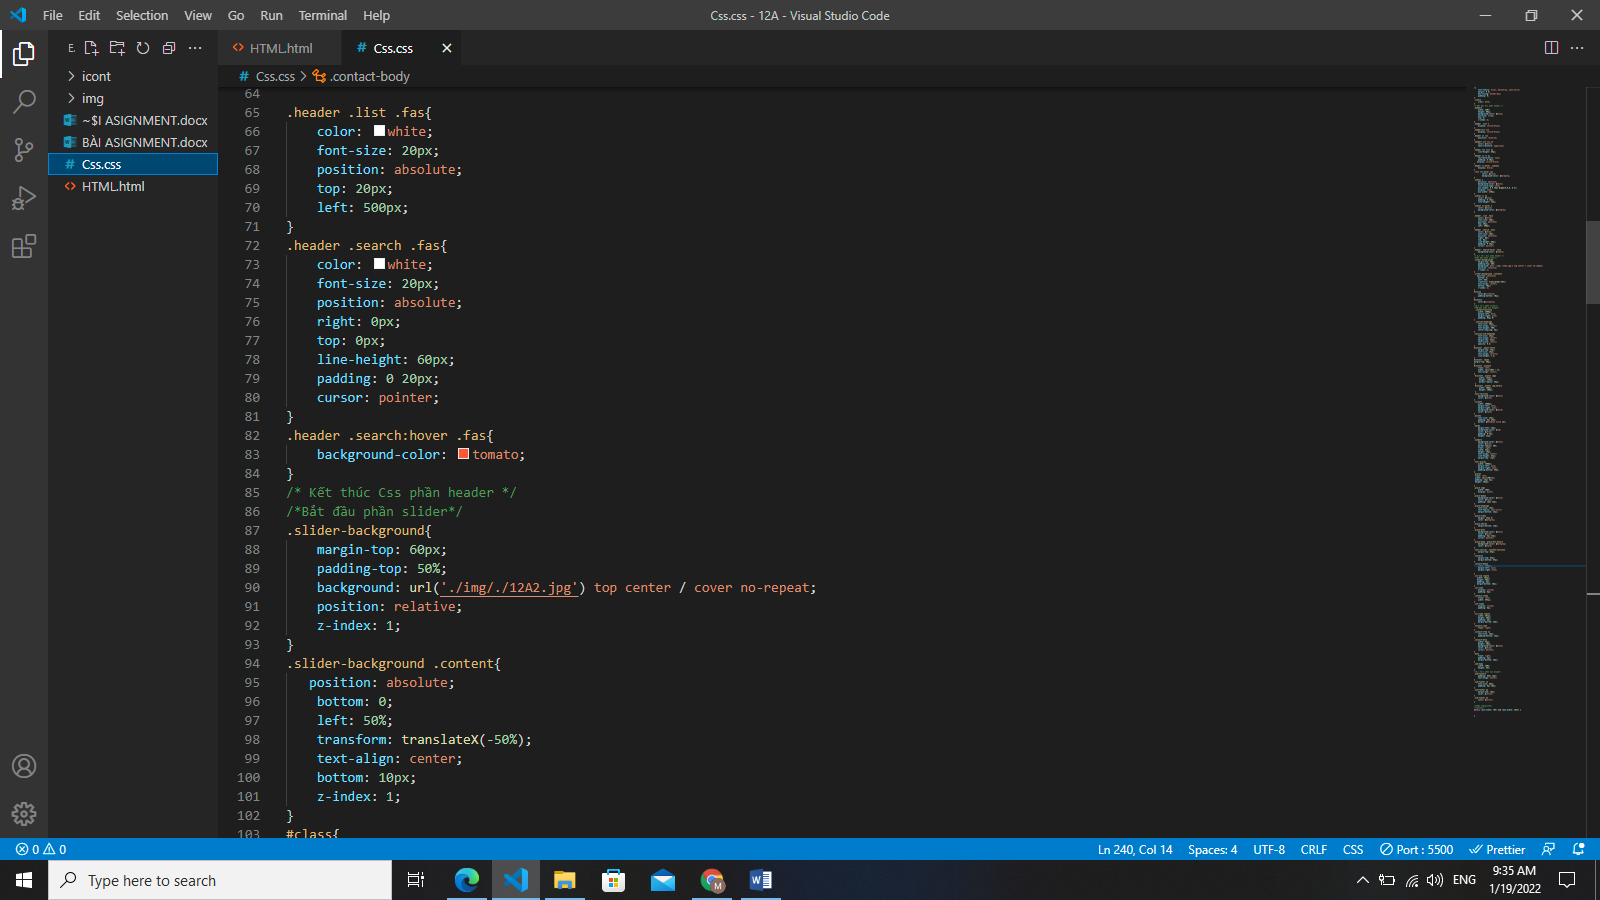 File Edit Selection View Go Run Terminal Help
Css.css - 12A - Visual Studio Code
E.
HTML.html
# Css.css
# Css.css > .contact-body
icont
img
~$I ASIGNMENT.docx
BÀI ASIGNMENT.docx
# Css.css
HTML.html
64
65 .header .list .fas{
66 color: white;
67 font-size: 20px;
68 position: absolute;
69 top: 20px;
70 left: 500px;
71 }
72 .header .search .fas{
73 color: white;
74 font-size: 20px;
75 position: absolute;
76 right: 0px;
77 top: 0px;
78 line-height: 60px;
79 padding: 0 20px;
80 cursor: pointer;
81 }
82 .header .search:hover .fas{
83 background-color: tomato;
84 }
85 /* Kết thúc Css phần header */
86 /*Bắt đầu phần slider*/
87 .slider-background{
88 margin-top: 60px;
89 padding-top: 50%;
90 background: url('./img/./12A2.jpg') top center / cover no-repeat;
91 position: relative;
92 z-index: 1;
93 }
94 .slider-background .content{
95 position: absolute;
96 bottom: 0;
97 left: 50%;
98 transform: translateX(-50%);
99 text-align: center;
100 bottom: 10px;
101 z-index: 1;
102 }
103 #class{
0 0
Ln 240, Col 14 Spaces: 4 UTF-8 CRLF CSS Port : 5500 Prettier
Type here to search
M
ENG
9:35 AM
1/19/2022